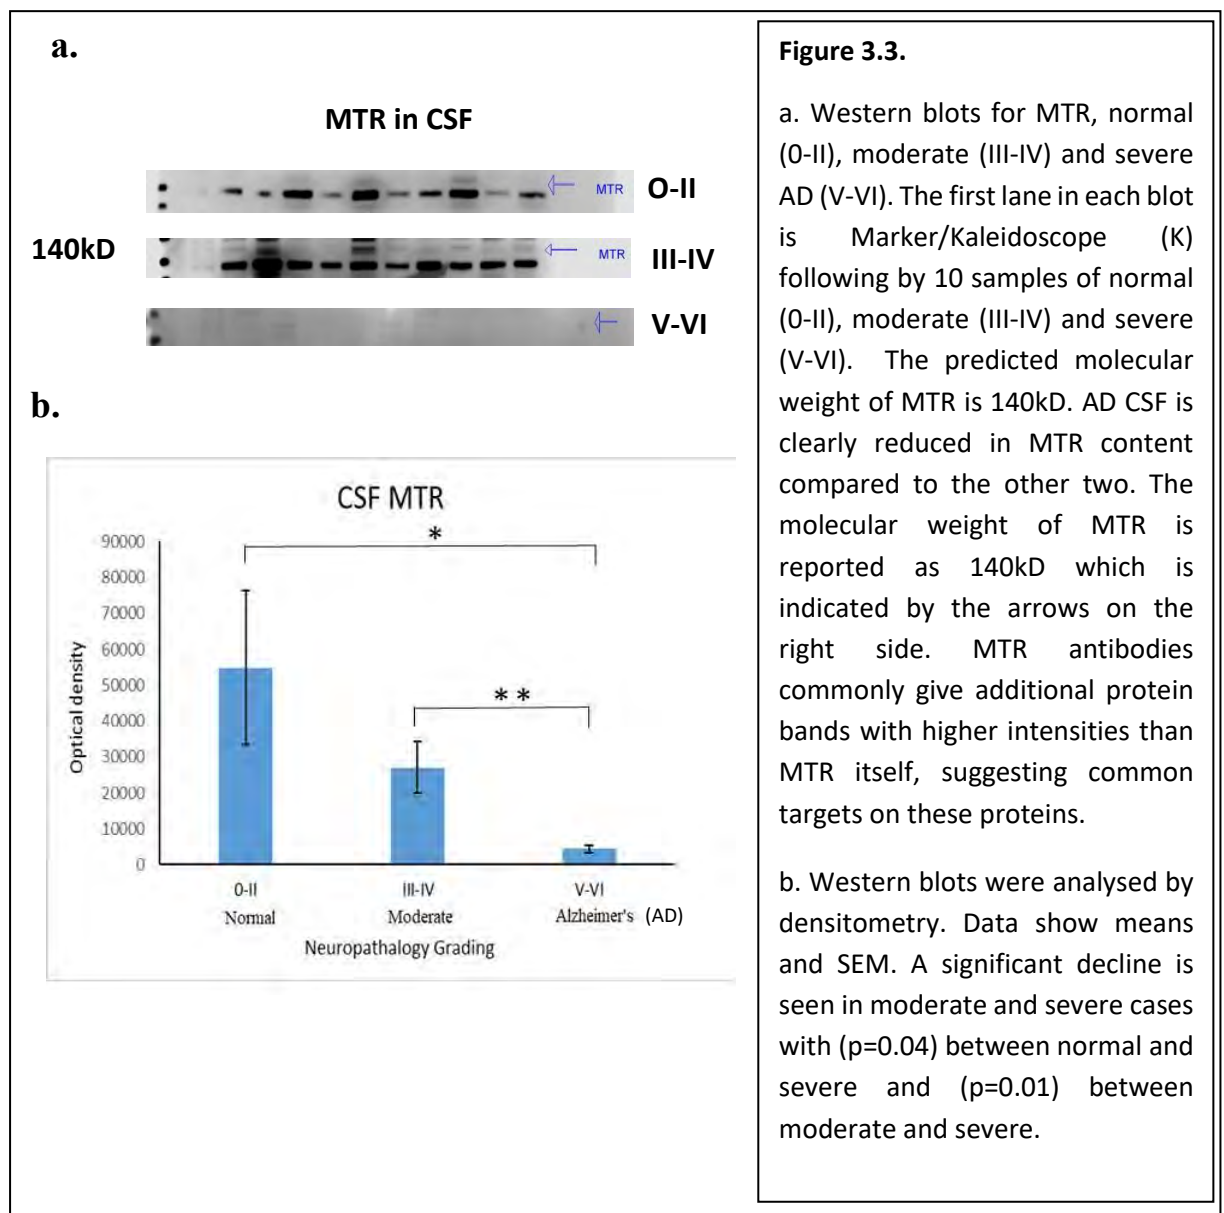 a.
MTR in CSF
MTR
O-II
140kD
MTR
III-IV
V-VI
b.
CSF MTR
*
90000
80000
70000
60000
50000
40000
30000
20000
10000
0
Optical density
* *
0-II
III-IV
V-VI
Normal
Moderate
Alzheimer's (AD)
Neuropathalogy Grading
Figure 3.3.
a. Western blots for MTR, normal
(0-II), moderate (III-IV) and severe
AD (V-VI). The first lane in each blot
is Marker/Kaleidoscope (K)
following by 10 samples of normal
(0-II), moderate (III-IV) and severe
(V-VI). The predicted molecular
weight of MTR is 140kD. AD CSF is
clearly reduced in MTR content
compared to the other two. The
molecular weight of MTR is
reported as 140kD which is
indicated by the arrows on the
right side. MTR antibodies
commonly give additional protein
bands with higher intensities than
MTR itself, suggesting common
targets on these proteins.
b. Western blots were analysed by
densitometry. Data show means
and SEM. A significant decline is
seen in moderate and severe cases
with (p=0.04) between normal and
severe and (p=0.01) between
moderate and severe.